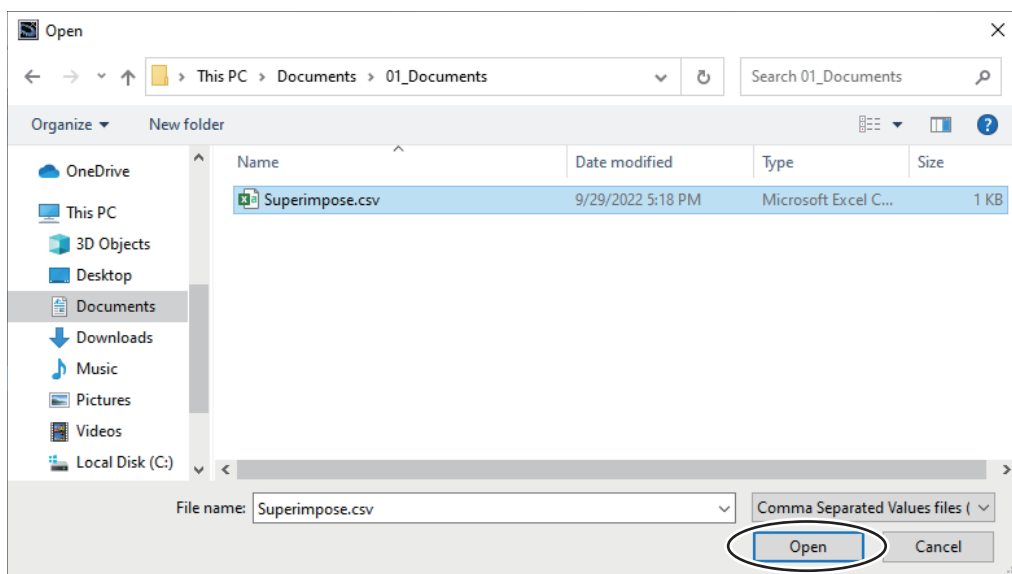 Open
This PC > Documents > 01_Documents
Search 01_Documents
Organize
New folder
?
Name
Date modified
Type
Size
Superimpose.csv
9/29/2022 5:18 PM
Microsoft Excel C...
1 KB
OneDrive
This PC
3D Objects
Desktop
Documents
Downloads
Music
Pictures
Videos
Local Disk (C:)
File name:
Superimpose.csv
Comma Separated Values files (
Open
Cancel